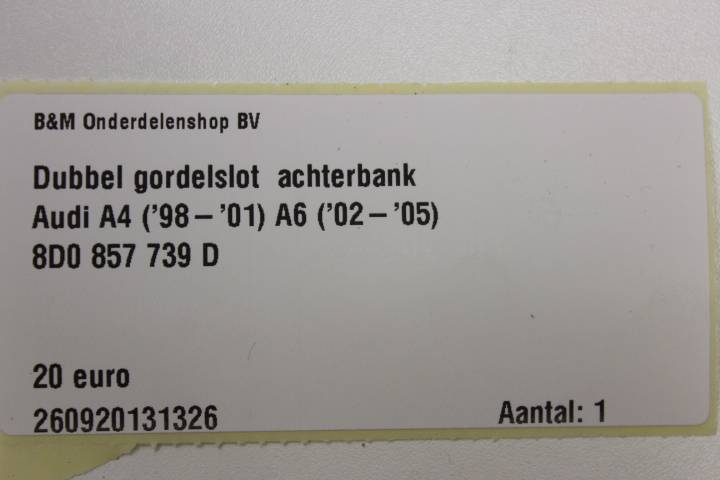 B&M Onderdelenshop BV
Dubbel gordelslot achterbank
Audi A4 ('98 – '01) A6 ('02 – '05)
8D0 857 739 D
20 euro
260920131326 Aantal: 1